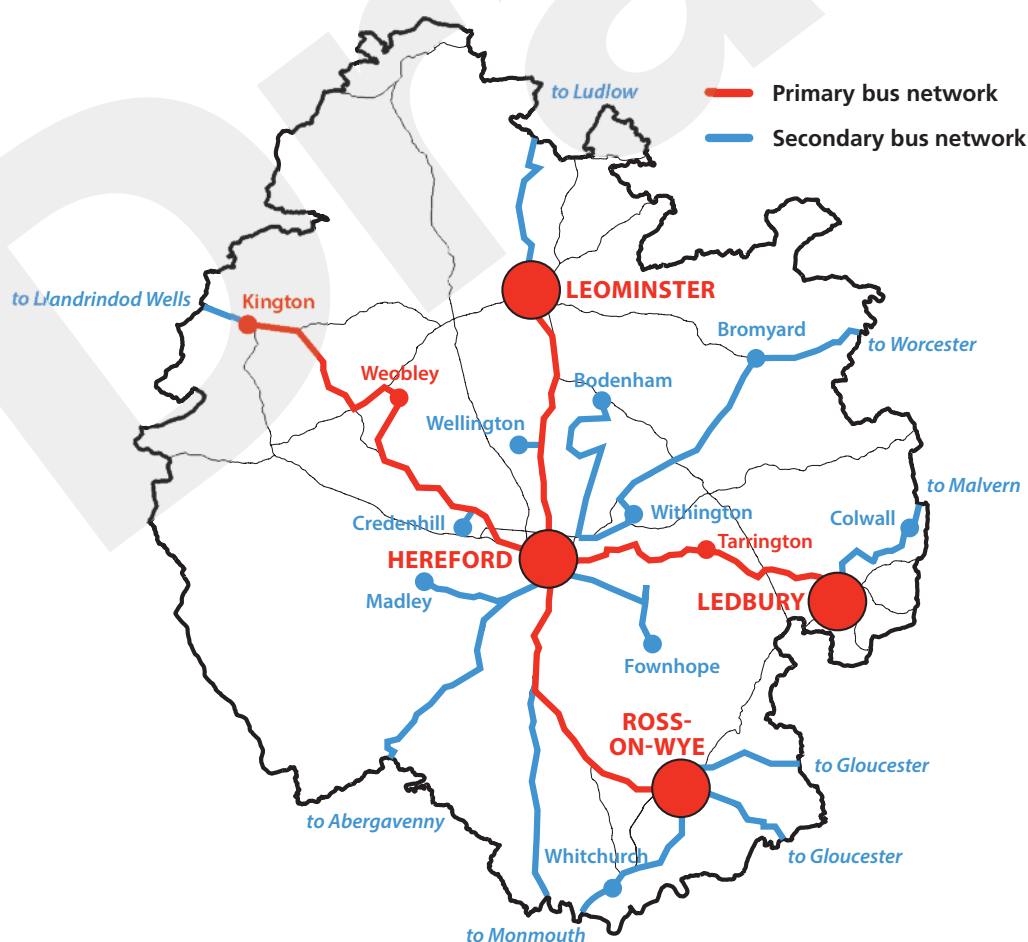 Dra
to Ludlow
Primary bus network
Secondary bus network
to Llandrindod Wells
Kington
LEOMINSTER
Bromyard
to Worcester
Weobley
Bodenham
Wellington
to Malvern
Credenhill
Withington
Colwall
HEREFORD
Tarrington
Madley
LEDBURY
Fownhope
ROSS-
ON-WYE
to Gloucester
to Abergavenny
Whitchurch
to Gloucester
to Monmouth